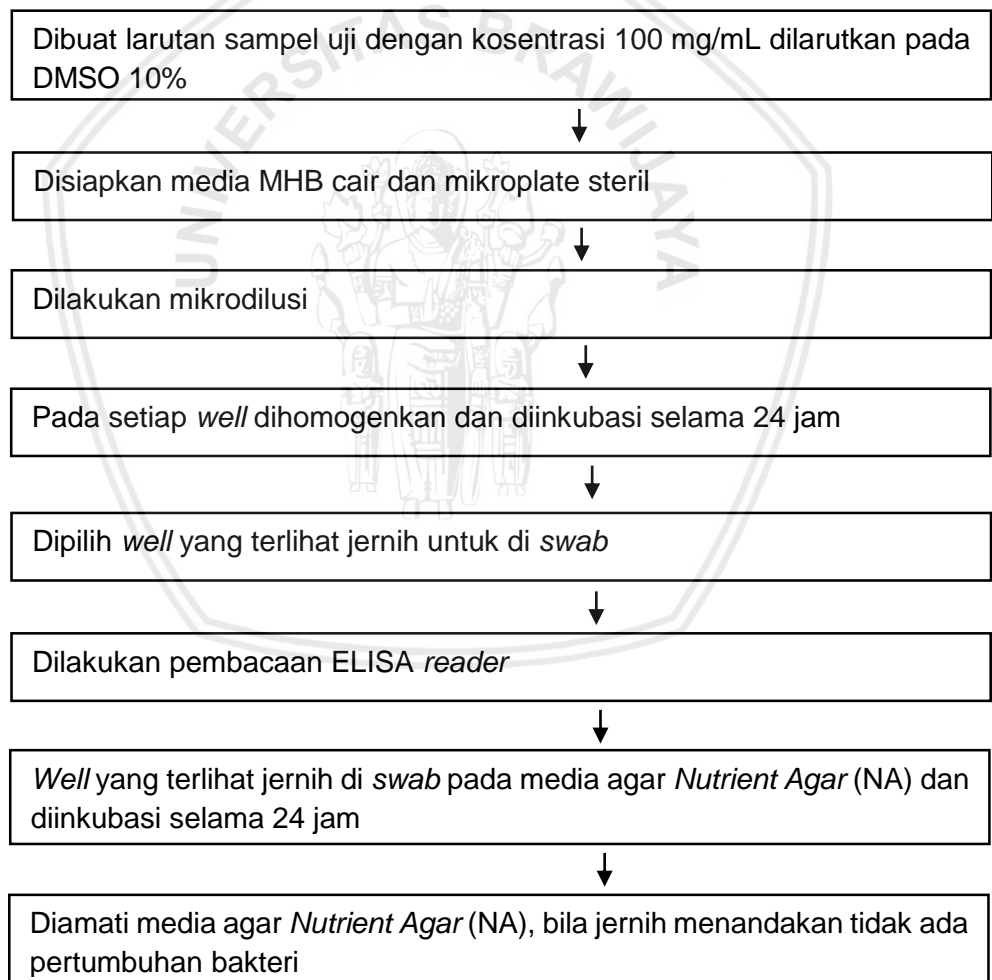 UNIVERSITAS BRAWIJAYA
Dibuat larutan sampel uji dengan kosentrasi 100 mg/mL dilarutkan pada
DMSO 10%
Disiapkan media MHB cair dan mikroplate steril
Dilakukan mikrodilusi
Pada setiap well dihomogenkan dan diinkubasi selama 24 jam
Dipilih well yang terlihat jernih untuk di swab
Dilakukan pembacaan ELISA reader
Well yang terlihat jernih di swab pada media agar Nutrient Agar (NA) dan
diinkubasi selama 24 jam
Diamati media agar Nutrient Agar (NA), bila jernih menandakan tidak ada
pertumbuhan bakteri